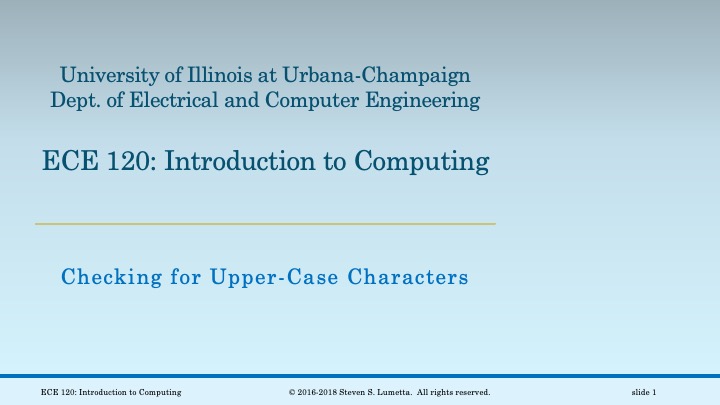 University of Illinois at Urbana-Champaign
Dept. of Electrical and Computer Engineering
ECE 120: Introduction to Computing
Checking for Upper-Case Characters
ECE 120: Introduction to Computing
© 2016-2018 Steven S. Lumetta. All rights reserved.
slide 1